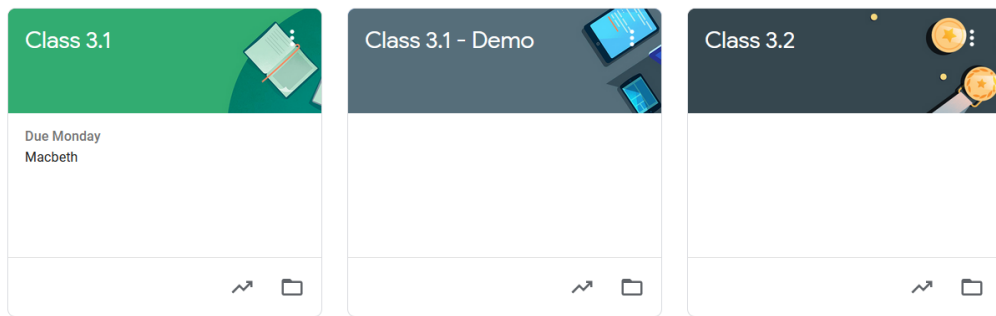 Class 3.1
Due Monday
Macbeth
Class 3.1 - Demo
Class 3.2